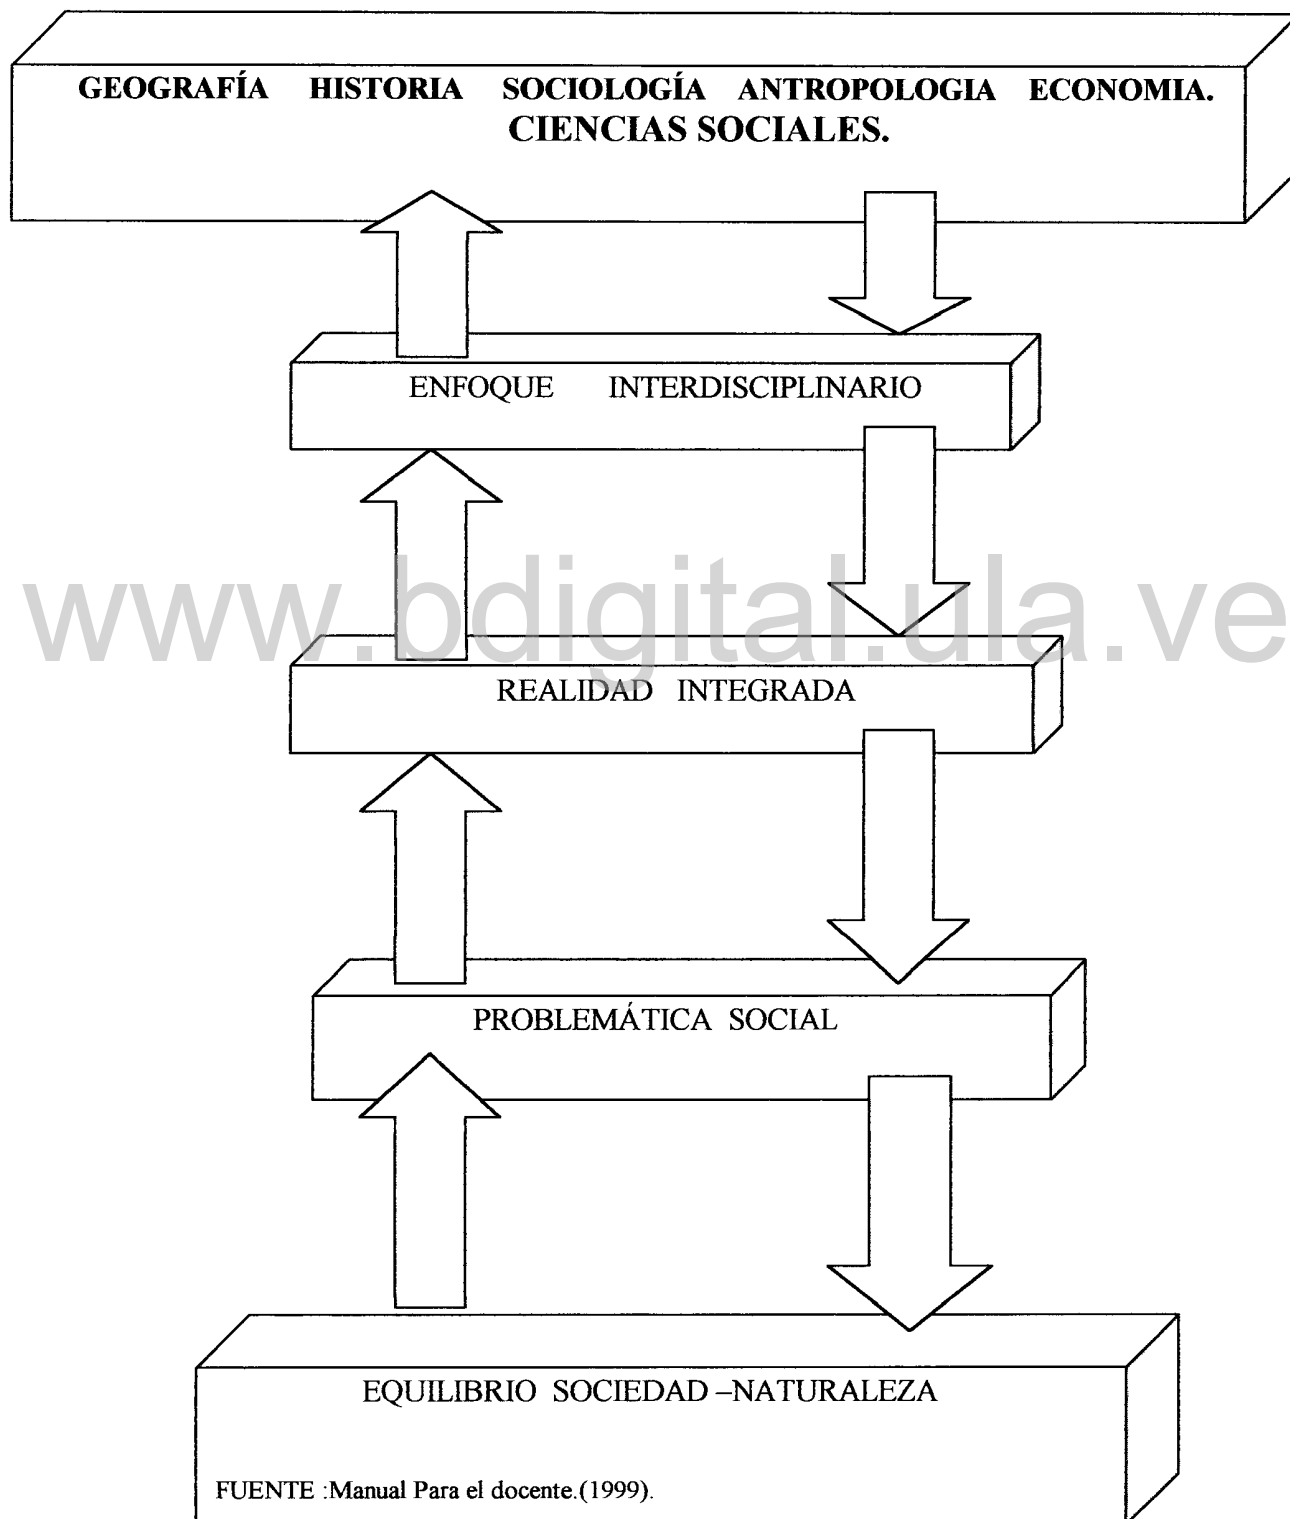 GEOGRAFÍA HISTORIA SOCIOLOGÍA ANTROPOLOGIA ECONOMIA.
CIENCIAS SOCIALES.
ENFOQUE INTERDISCIPLINARIO
www.bdigital.ula.ve
REALIDAD INTEGRADA
PROBLEMÁTICA SOCIAL
EQUILIBRIO SOCIEDAD –NATURALEZA
FUENTE :Manual Para el docente.(1999).